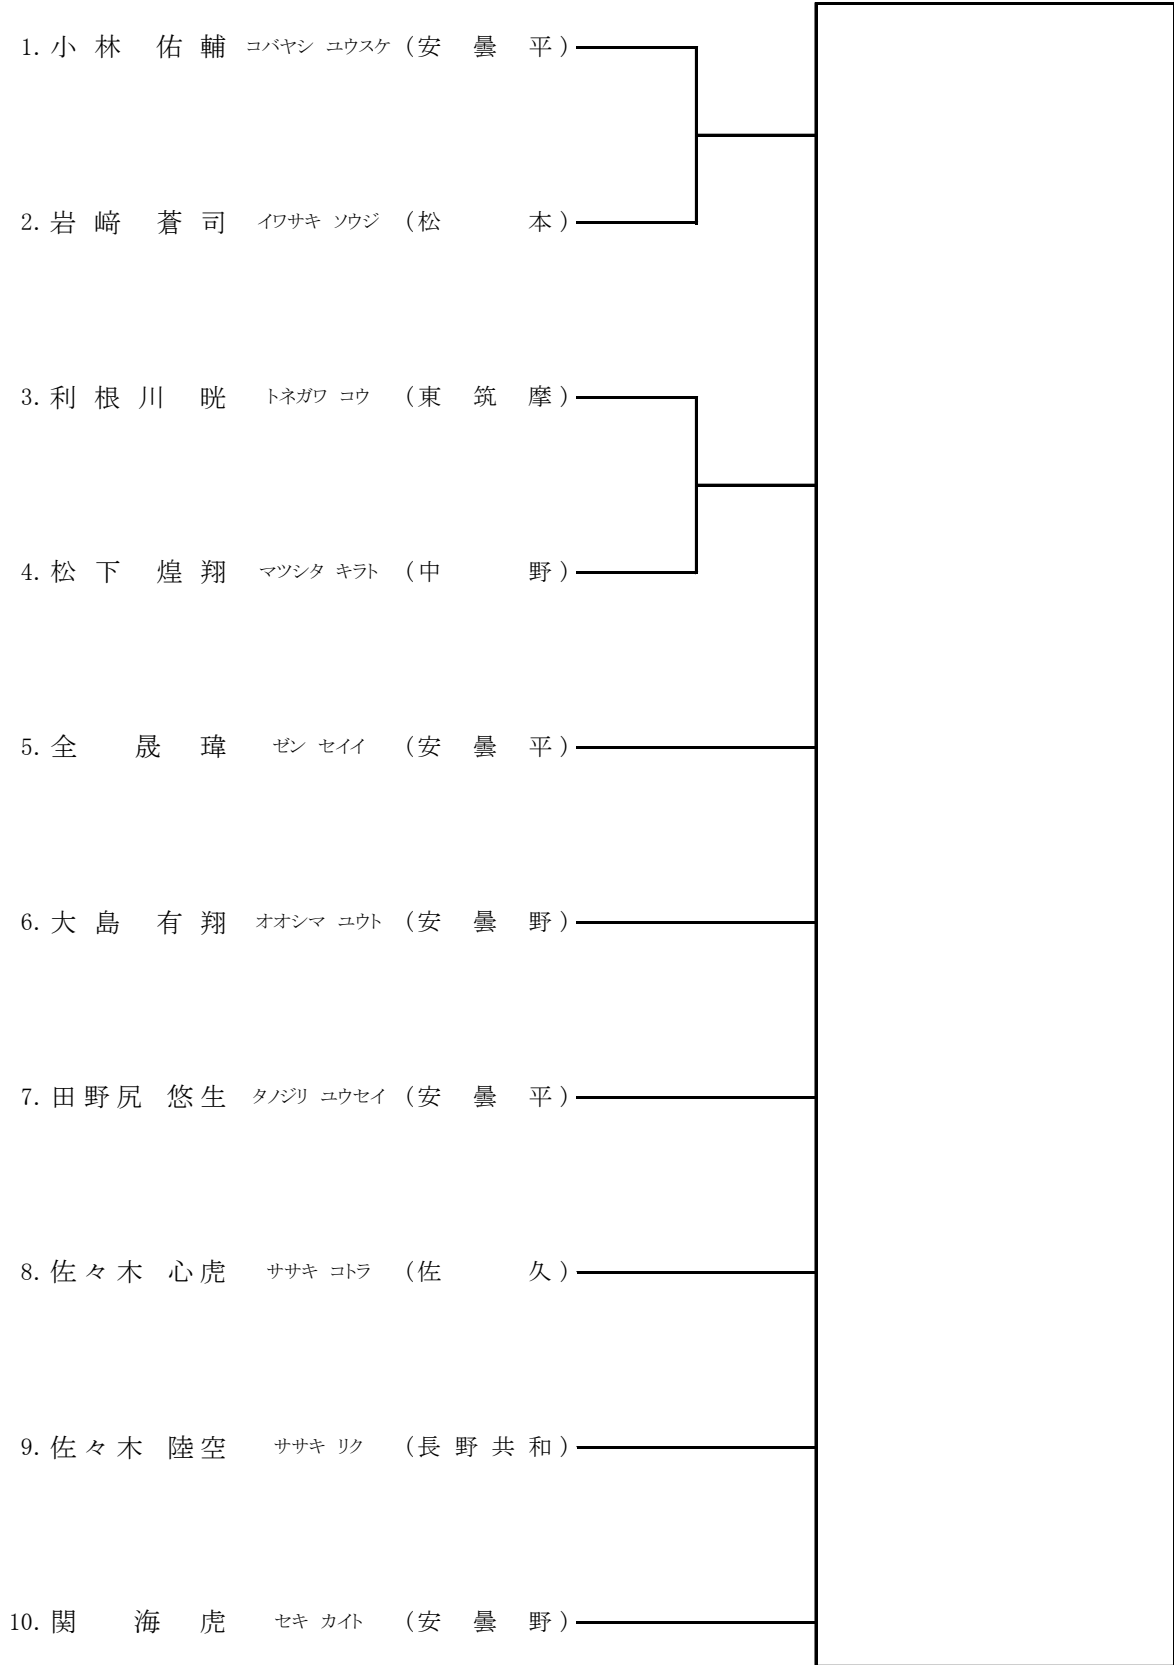 1. 小林 佑輔 コバヤシ ユウスケ (安曇平)
2. 岩﨑 蒼司 イワサキ ソウジ (松本)
3. 利根川 晄 トネガワ コウ (東筑摩)
4. 松下 煌翔 マツシタ キラト (中野)
5. 全 晟瑋 ゼン セイイ (安曇平)
6. 大島 有翔 オオシマ ユウト (安曇野)
7. 田野尻 悠生 タノジリ ユウセイ (安曇平)
8. 佐々木 心虎 ササキ コトラ (佐久)
9. 佐々木 陸空 ササキ リク (長野共和)
10. 関 海虎 セキ カイト (安曇野)